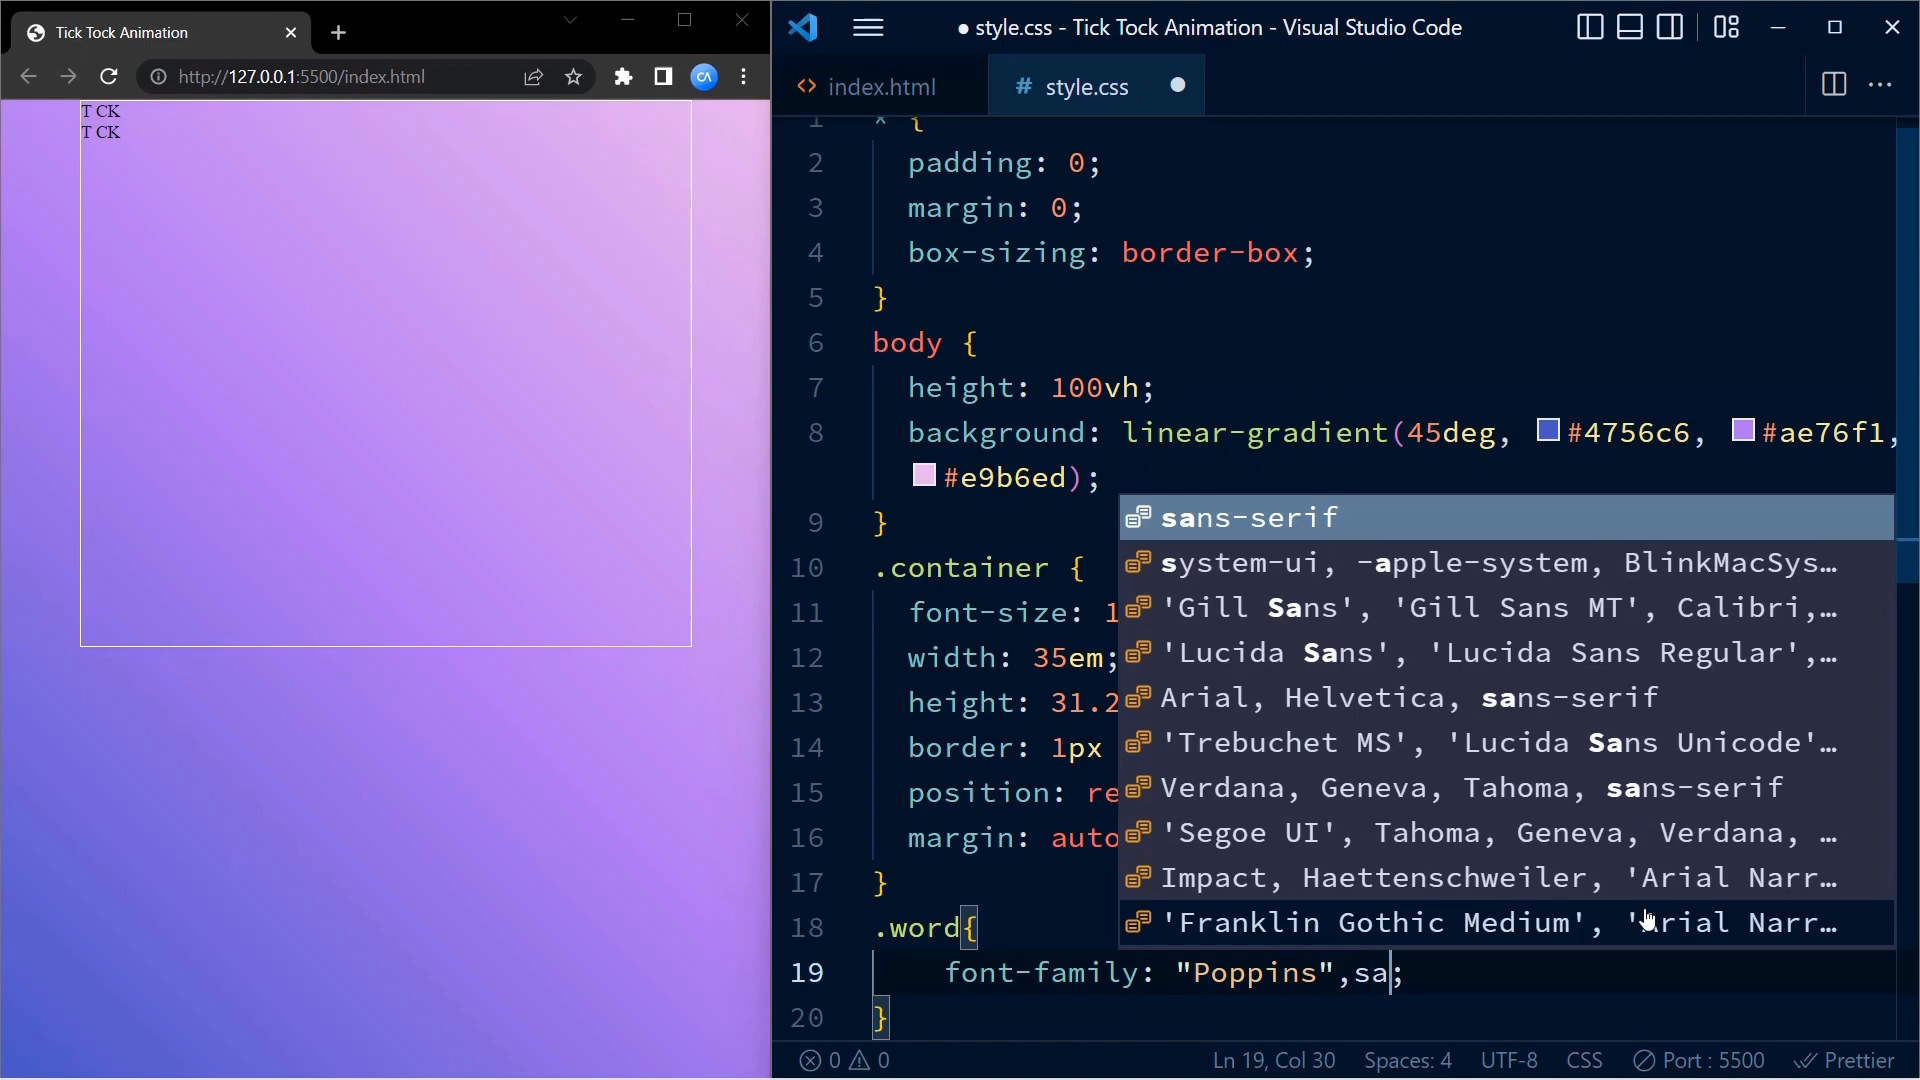 Tick Tock Animation
http://127.0.0.1:5500/index.html
CA
T CK
T CK
● style.css - Tick Tock Animation - Visual Studio Code
index.html
# style.css
1 * {
2 padding: 0;
3 margin: 0;
4 box-sizing: border-box;
5 }
6 body {
7 height: 100vh;
8 background: linear-gradient(45deg, #4756c6, #ae76f1,
#e9b6ed);
9 }
10 .container {
11 font-size: 1
12 width: 35em;
13 height: 31.2
14 border: 1px
15 position: re
16 margin: auto
17 }
18 .word{
19 font-family: "Poppins",sa;
20 }
sans-serif
system-ui, -apple-system, BlinkMacSys…
'Gill Sans', 'Gill Sans MT', Calibri,…
'Lucida Sans', 'Lucida Sans Regular',…
Arial, Helvetica, sans-serif
'Trebuchet MS', 'Lucida Sans Unicode'…
Verdana, Geneva, Tahoma, sans-serif
'Segoe UI', Tahoma, Geneva, Verdana, …
Impact, Haettenschweiler, 'Arial Narr…
'Franklin Gothic Medium', 'Arial Narr…
0 0
Ln 19, Col 30 Spaces: 4 UTF-8 CSS Port : 5500 Prettier